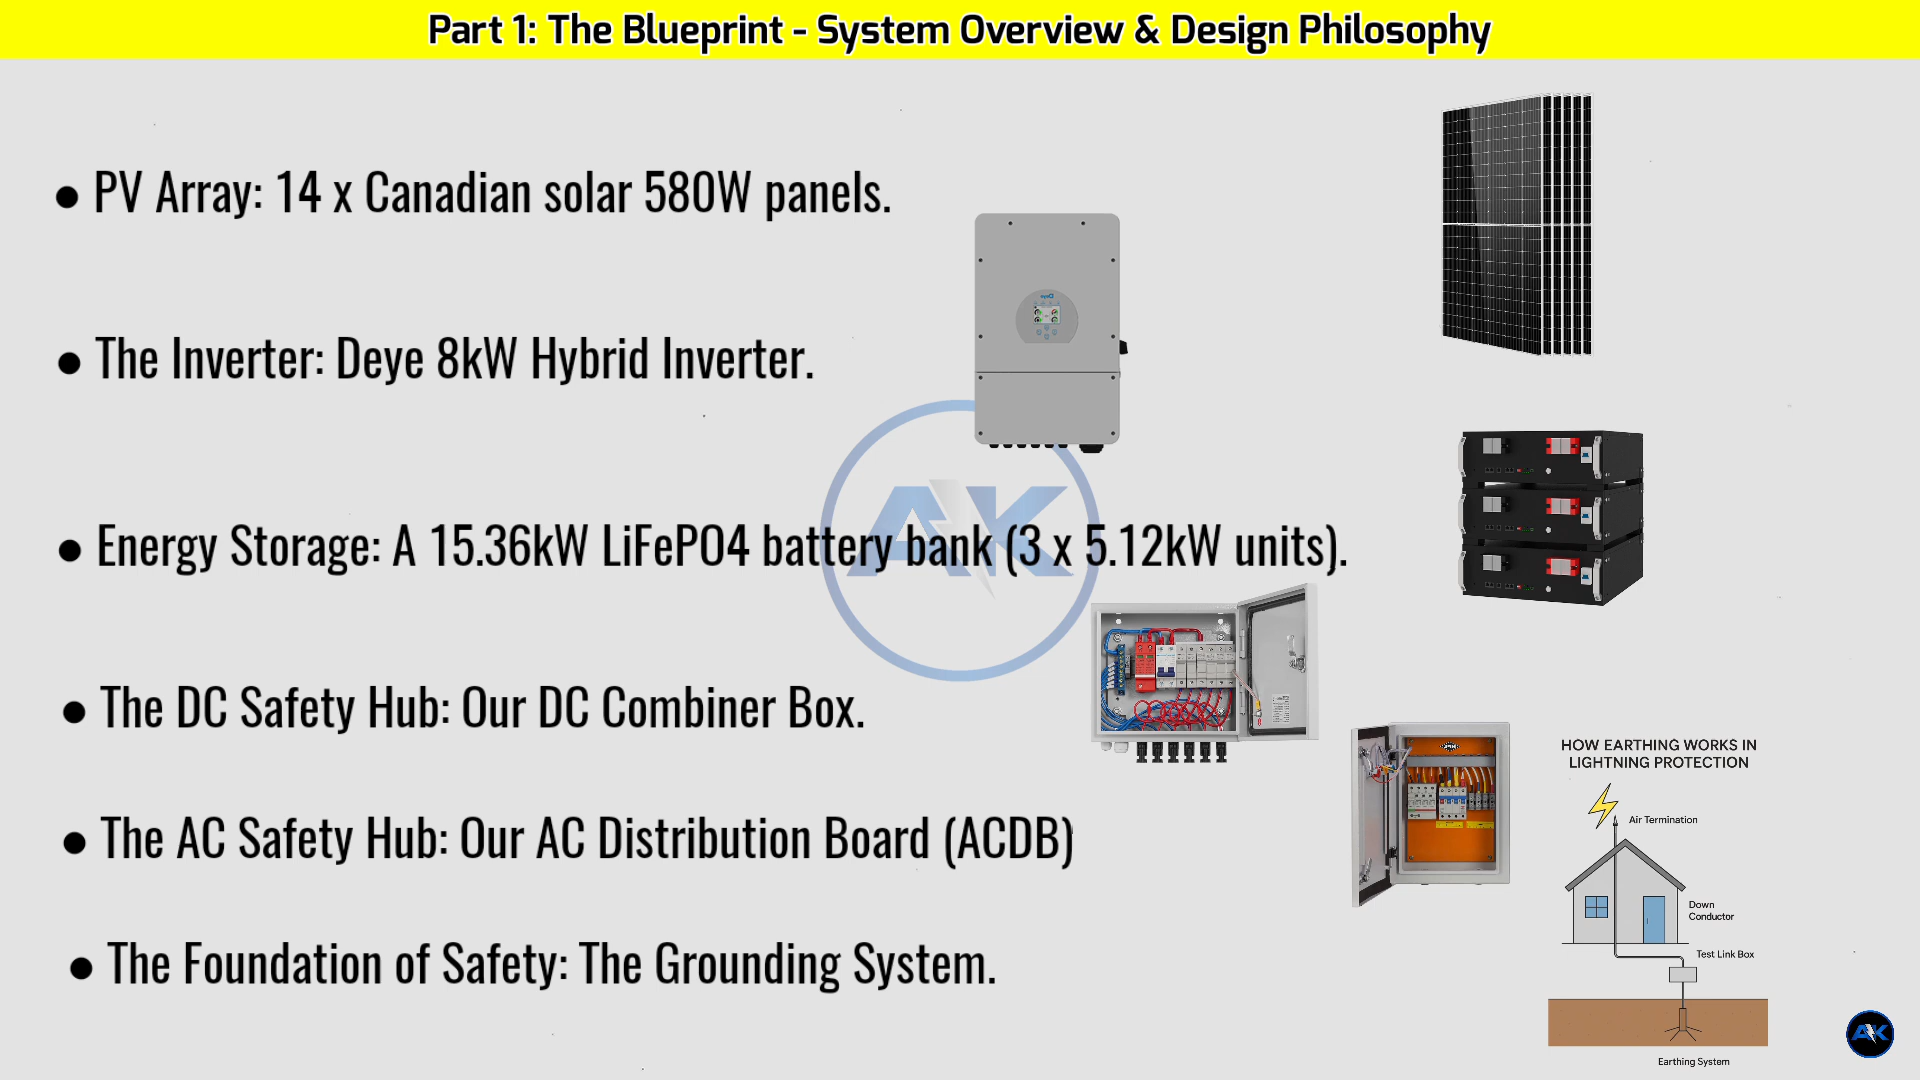 Part 1: The Blueprint - System Overview & Design Philosophy
● PV Array: 14 x Canadian solar 580W panels.
● The Inverter: Deye 8kW Hybrid Inverter.
● Energy Storage: A 15.36kW LiFePO4 battery bank (3 x 5.12kW units).
AK
● The DC Safety Hub: Our DC Combiner Box.
● The AC Safety Hub: Our AC Distribution Board (ACDB)
● The Foundation of Safety: The Grounding System.
HOW EARTHING WORKS IN
LIGHTNING PROTECTION
Air Termination
Down
Conductor
Test Link Box
Earthing System
AK